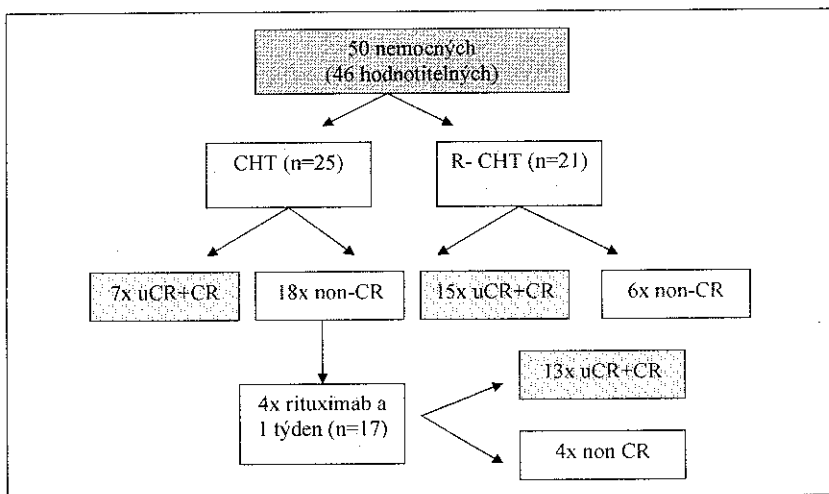 50 nemocných
(46 hodnotitelných)
CHT (n=25)
R- CHT (n=21)
7x uCR+CR
18x non-CR
15x uCR+CR
6x non-CR
4x rituximab a
1 týden (n=17)
13x uCR+CR
4x non CR